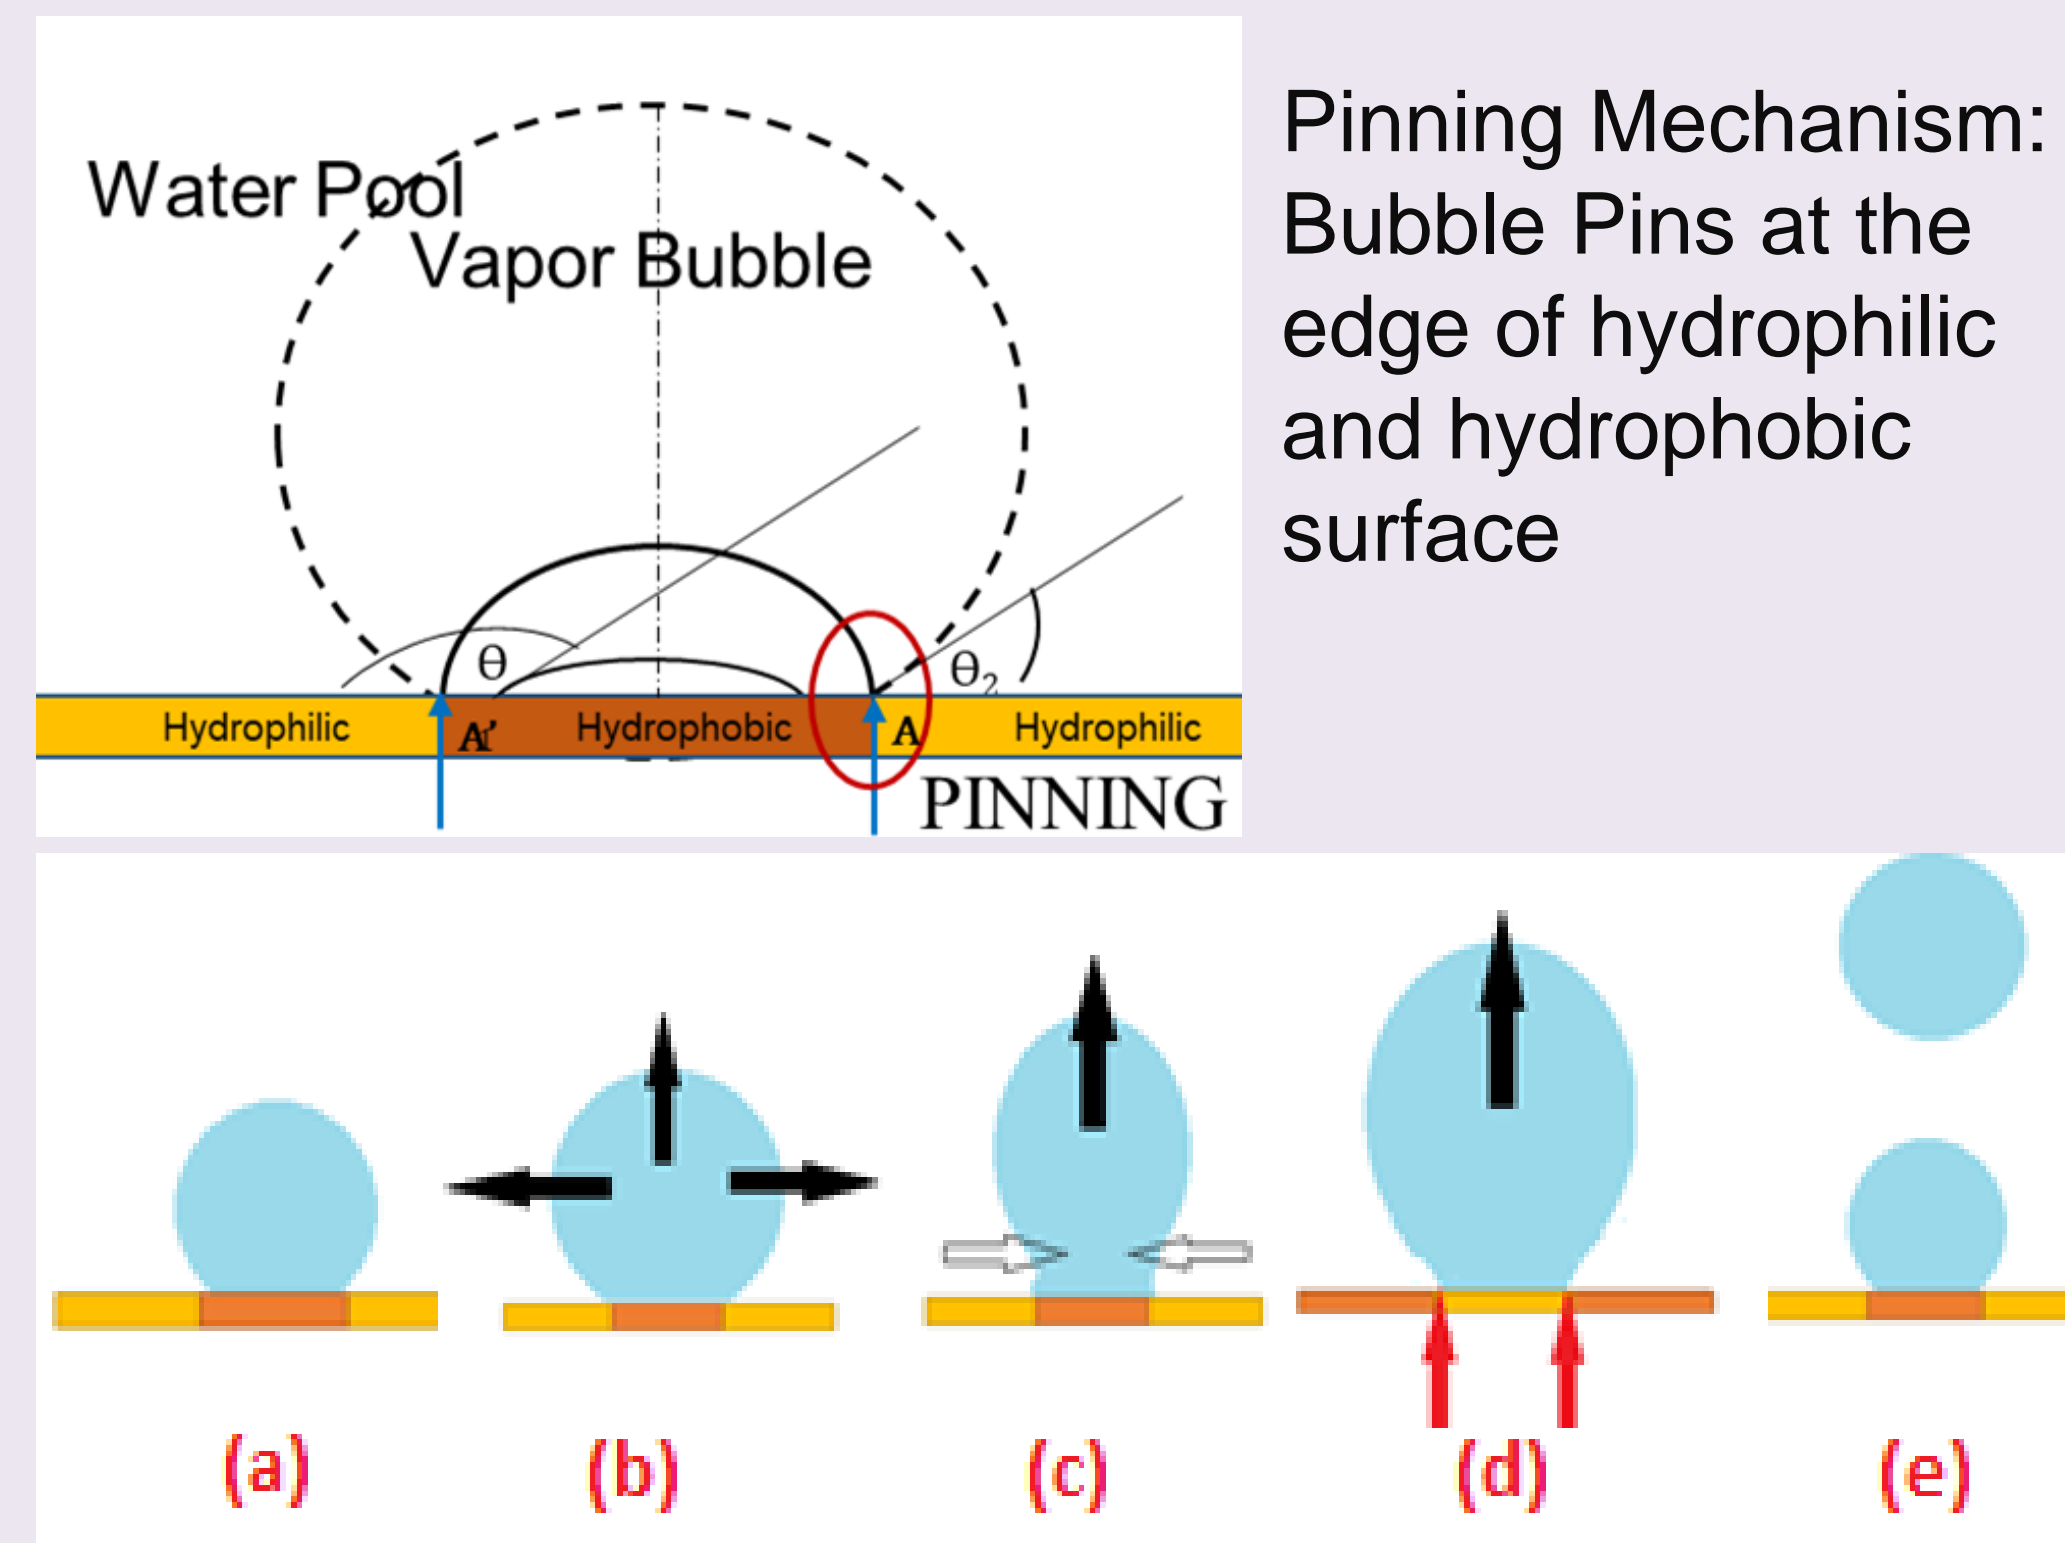 Pinning Mechanism:
Bubble Pins at the
edge of hydrophilic
and hydrophobic
surface
Water Pool
Vapor Bubble
θ
θ2
Hydrophilic
A'
Hydrophobic
A
Hydrophilic
PINNING
(a)
(b)
(c)
(d)
(e)